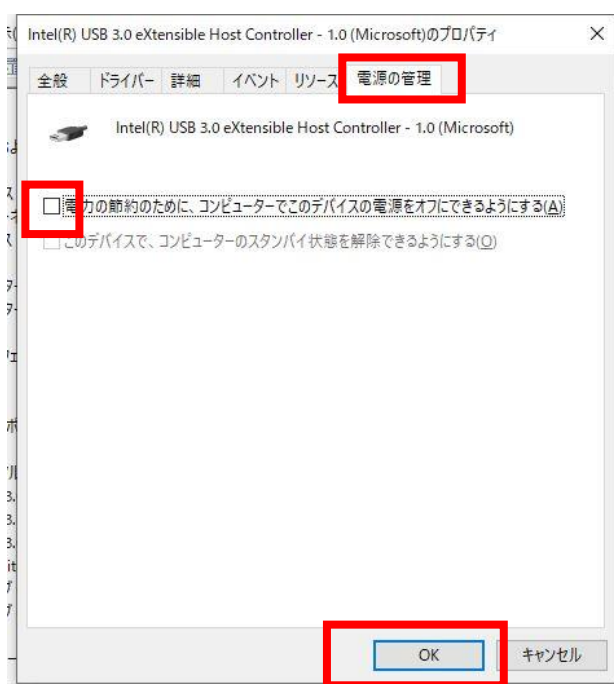 Intel(R) USB 3.0 eXtensible Host Controller - 1.0 (Microsoft)のプロパティ
全般 ドライバー 詳細 イベント リソース 電源の管理
Intel(R) USB 3.0 eXtensible Host Controller - 1.0 (Microsoft)
電力の節約のために、コンピューターでこのデバイスの電源をオフにできるようにする(A)
このデバイスで、コンピューターのスタンバイ状態を解除できるようにする(O)
OK キャンセル